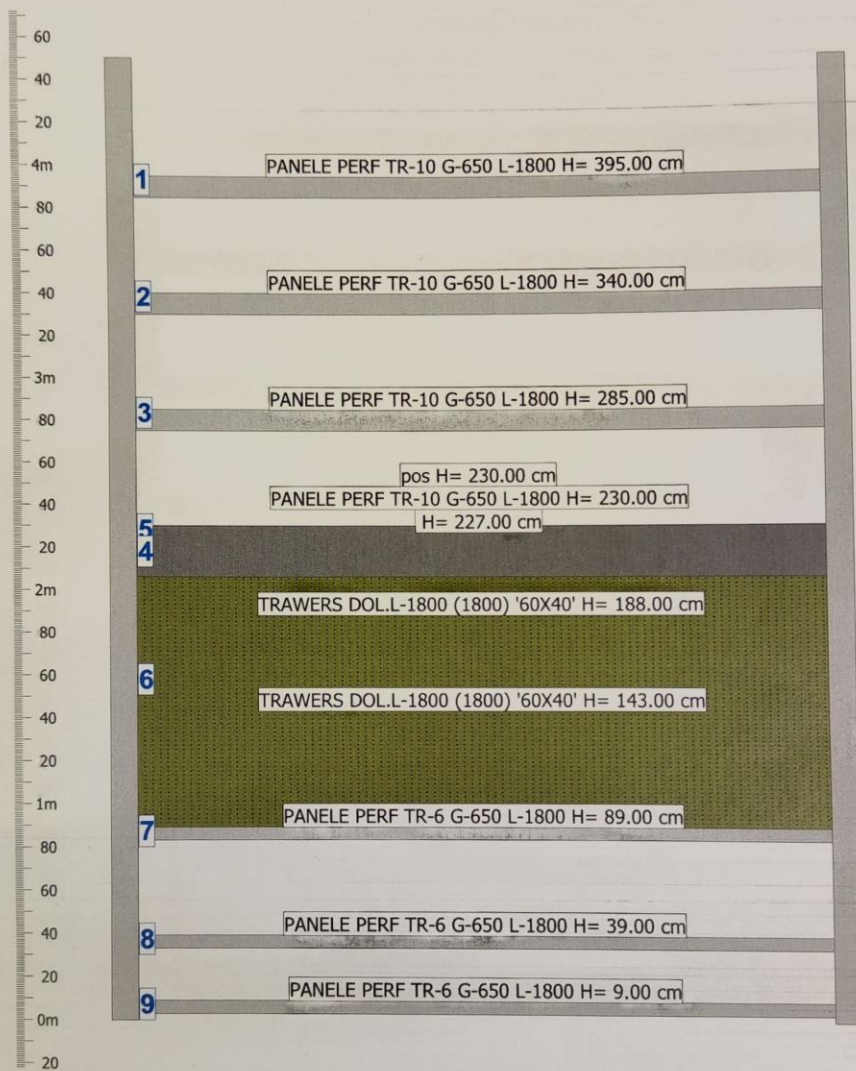 60
40
20
4m
1 PANELE PERF TR-10 G-650 L-1800 H= 395.00 cm
80
60
2 PANELE PERF TR-10 G-650 L-1800 H= 340.00 cm
40
20
3m
3 PANELE PERF TR-10 G-650 L-1800 H= 285.00 cm
80
60
pos H= 230.00 cm
PANELE PERF TR-10 G-650 L-1800 H= 230.00 cm
40
5 H= 227.00 cm
20
4
2m
TRAWERS DOL.L-1800 (1800) '60X40' H= 188.00 cm
80
60
6
TRAWERS DOL.L-1800 (1800) '60X40' H= 143.00 cm
40
20
1m
7 PANELE PERF TR-6 G-650 L-1800 H= 89.00 cm
80
60
8 PANELE PERF TR-6 G-650 L-1800 H= 39.00 cm
40
20
9 PANELE PERF TR-6 G-650 L-1800 H= 9.00 cm
0m
20